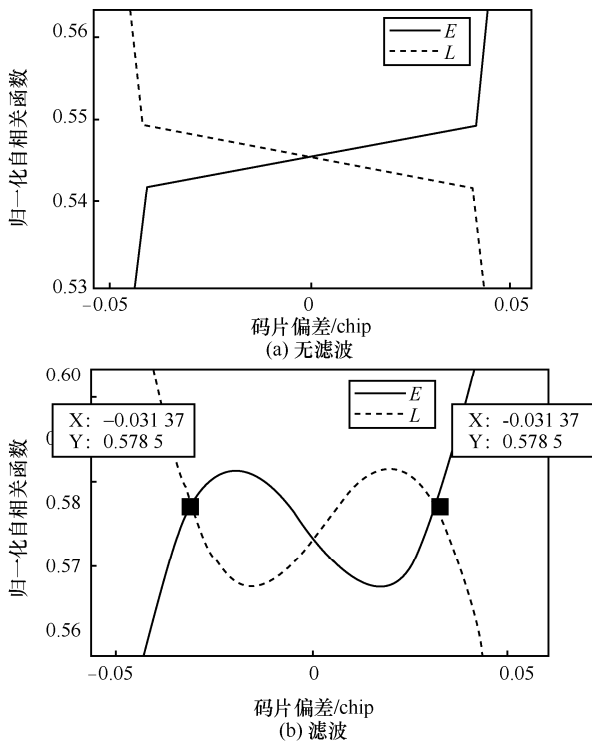 0.56
0.55
0.54
0.53
归一化自相关函数
E
L
−0.05
0
0.05
码片偏差/chip
(a) 无滤波
0.60
0.58
0.57
0.56
归一化自相关函数
X: −0.031 37
Y: 0.578 5
E
L
X: -0.031 37
Y: 0.578 5
−0.05
0
0.05
码片偏差/chip
(b) 滤波